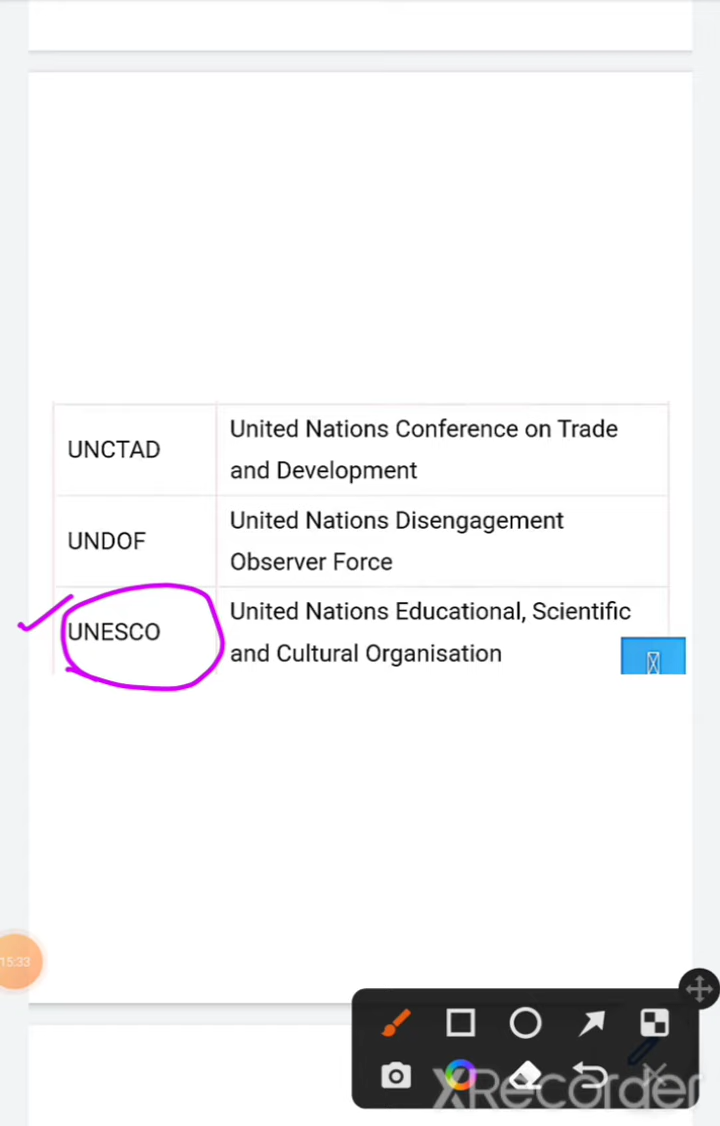 UNCTAD
United Nations Conference on Trade
and Development
UNDOF
United Nations Disengagement
Observer Force
UNESCO
United Nations Educational, Scientific
and Cultural Organisation
15:33
XRecorder